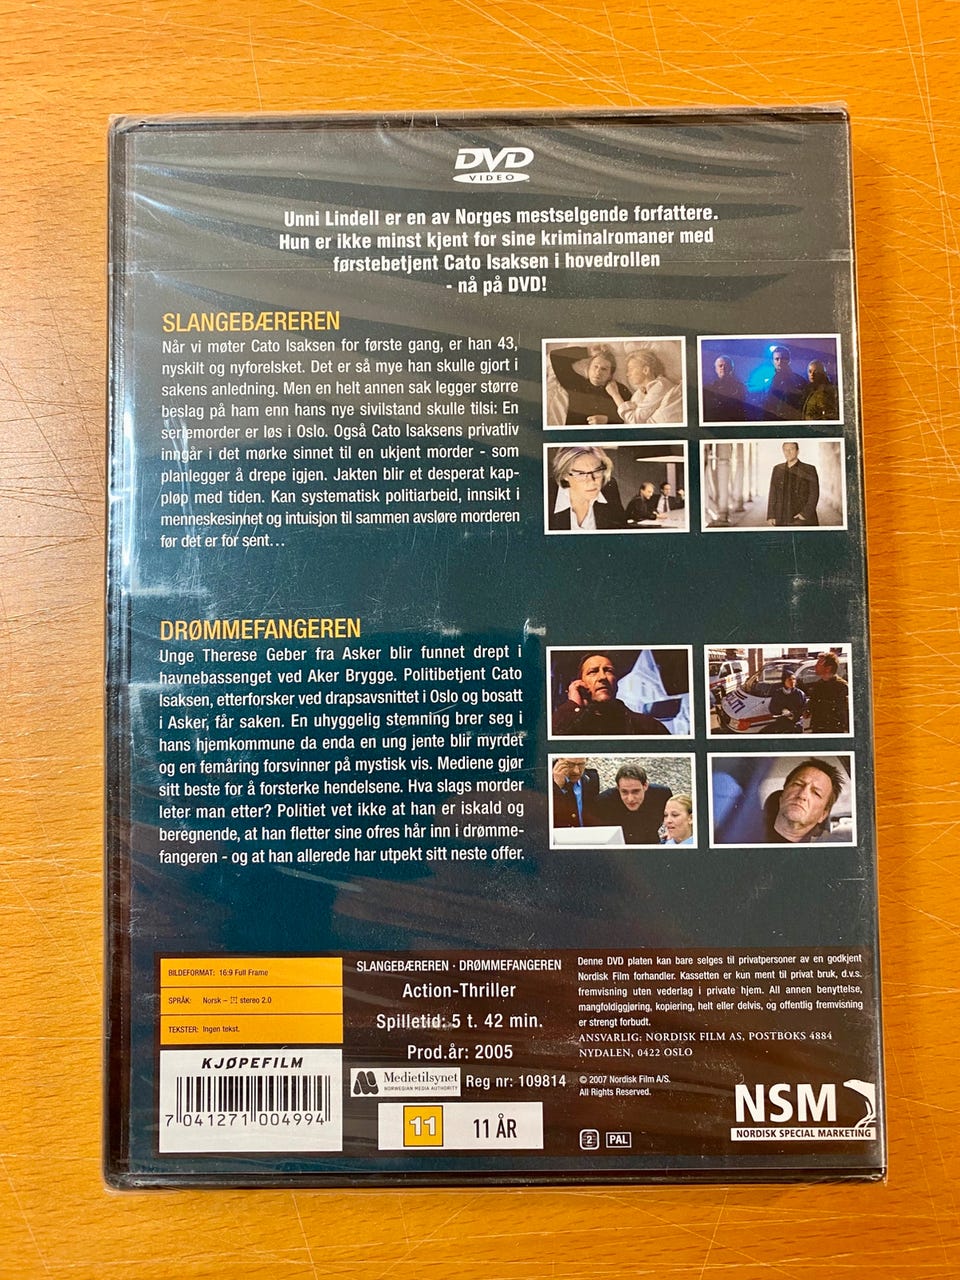 DVD
VIDEO
Unni Lindell er en av Norges mestselgende forfattere.
Hun er ikke minst kjent for sine kriminalromaner med
førstebetjent Cato Isaksen i hovedrollen
- nå på DVD!
SLANGEBÆREREN
Når vi møter Cato Isaksen for første gang, er han 43,
nyskilt og nyforelsket. Det er så mye han skulle gjort i
sakens anledning. Men en helt annen sak legger større
beslag på ham enn hans nye sivilstand skulle tilsi: En
seriemorder er løs i Oslo. Også Cato Isaksens privatliv
inngår i det mørke sinnet til en ukjent morder - som
planlegger å drepe igjen. Jakten blir et desperat kap-
pløp med tiden. Kan systematisk politiarbeid, innsikt i
menneskesinnet og intuisjon til sammen avsløre morderen
før det er for sent...
DRØMMEFANGEREN
Unge Therese Geber fra Asker blir funnet drept i
havnebassenget ved Aker Brygge. Politibetjent Cato
Isaksen, etterforsker ved drapsavsnittet i Oslo og bosatt
i Asker, får saken. En uhyggelig stemning brer seg i
hans hjemkommune da enda en ung jente blir myrdet
og en femåring forsvinner på mystisk vis. Mediene gjør
sitt beste for å forsterke hendelsene. Hva slags morder
leter man etter? Politiet vet ikke at han er iskald og
beregnende, at han fletter sine ofres hår inn i drømme-
fangeren - og at han allerede har utpekt sitt neste offer.
BILDEFORMAT: 16:9 Full Frame
SPRÅK: Norsk – stereo 2.0
TEKSTER: Ingen tekst.
KJØPEFILM
7 041271 004994
SLANGEBÆREREN · DRØMMEFANGEREN
Action-Thriller
Spilletid: 5 t. 42 min.
Prod.år: 2005
Medietilsynet
NORWEGIAN MEDIA AUTHORITY
Reg nr: 109814
11
11 ÅR
Denne DVD platen kan bare selges til privatpersoner av en godkjent
Nordisk Film forhandler. Kassetten er kun ment til privat bruk, d.v.s.
fremvisning uten vederlag i private hjem. All annen benyttelse,
mangfoldiggjøring, kopiering, helt eller delvis, og offentlig fremvisning
er strengt forbudt.
ANSVARLIG: NORDISK FILM AS, POSTBOKS 4884
NYDALEN, 0422 OSLO
© 2007 Nordisk Film A/S.
All Rights Reserved.
2
PAL
NSM
NORDISK SPECIAL MARKETING